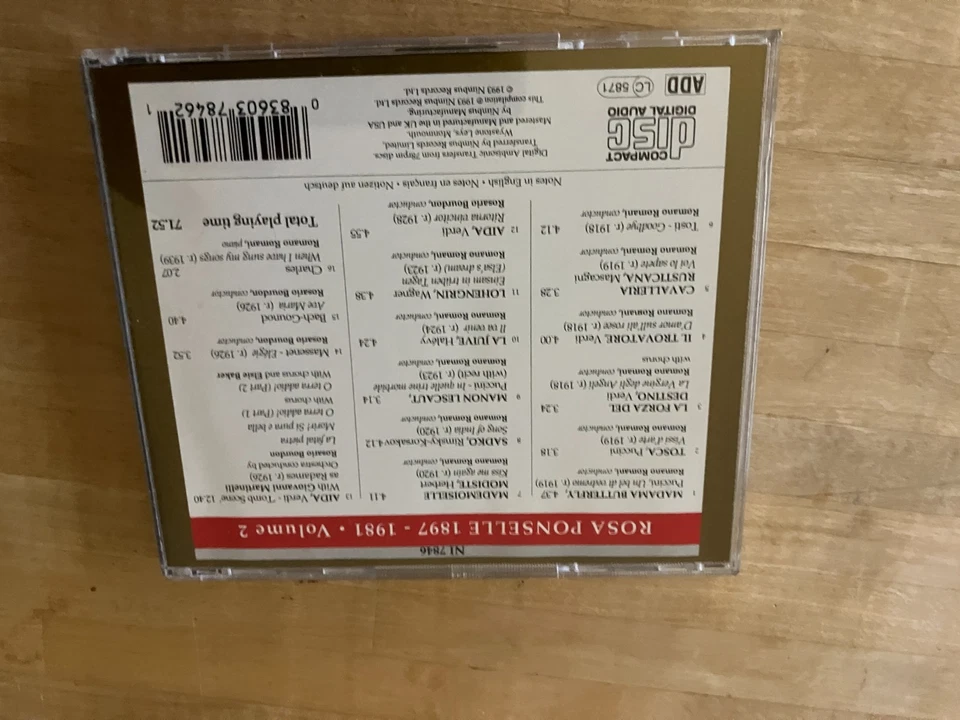 NI 7846
ROSA PONSELLE 1897 - 1981 • Volume 2
1 MADAMA BUTTERFLY, 4.37
Puccini, Un bel dì vedremo (r. 1919)
Romano Romani, conductor
2 TOSCA, Puccini 3.18
Vissi d'arte (r. 1919)
Romano Romani, conductor
3 LA FORZA DEL 3.24
DESTINO, Verdi
La Vergine degli Angeli (r. 1918)
Romano Romani, conductor
with chorus
4 IL TROVATORE, Verdi 4.00
D'amor sull'ali rosee (r. 1918)
Romano Romani, conductor
5 CAVALLERIA 3.28
RUSTICANA, Mascagni
Voi lo sapete (r. 1919)
Romano Romani, conductor
6 Tosti - Goodbye (r. 1918) 4.12
Romano Romani, conductor
7 MADEMOISELLE 4.11
MODISTE, Herbert
Kiss me again (r. 1920)
Romano Romani, conductor
8 SADKO, Rimsky-Korsakov 4.12
Song of India (r. 1920)
Romano Romani, conductor
9 MANON LESCAUT, 3.14
Puccini - In quelle trine morbide
(with recit) (r. 1923)
Romano Romani, conductor
10 LA JUIVE, Halévy 4.24
Il va venir (r. 1924)
Romano Romani, conductor
11 LOHENGRIN, Wagner 4.38
Einsam in trüben Tagen
(Elsa's dream) (r. 1923)
Romano Romani, conductor
12 AIDA, Verdi 4.55
Ritorna vincitor (r. 1928)
Rosario Bourdon, conductor
13 AIDA, Verdi - 'Tomb Scene' 12.40
With Giovanni Martinelli
as Radames (r. 1926)
Orchestra conducted by
Rosario Bourdon
La fatal pietra
Morir! Si pura e bella
O terra addio! (Part 1)
With chorus
O terra addio! (Part 2)
With chorus and Elsie Baker
14 Massenet - Elégie (r. 1926) 3.52
Rosario Bourdon, conductor
15 Bach-Gounod 4.40
Ave Maria (r. 1926)
Rosario Bourdon, conductor
16 Charles 2.07
When I have sung my songs (r. 1939)
Romano Romani, piano
Total playing time 71.52
Notes in English • Notes en français • Notizen auf deutsch
COMPACT
disc
DIGITAL AUDIO
ADD
LC 5871
Digital Ambisonic Transfers from 78rpm discs.
Transferred by Nimbus Records Limited,
Wyastone Leys, Monmouth.
Mastered and Manufactured in the UK and USA
by Nimbus Manufacturing.
This compilation ℗ 1993 Nimbus Records Ltd.
© 1993 Nimbus Records Ltd.
0 83603 78462 1